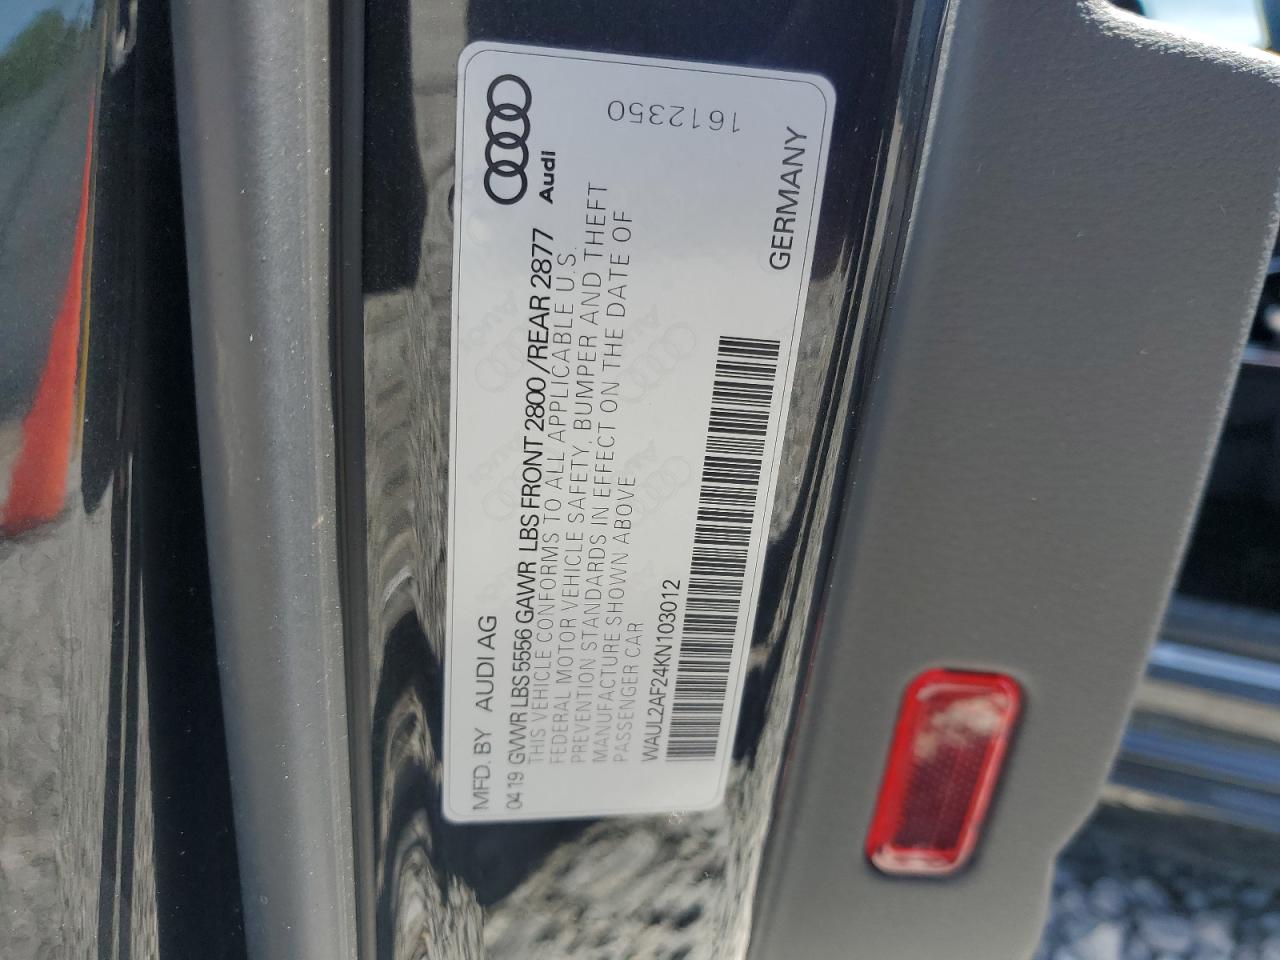 MFD. BY AUDI AG
Audi
04 19 GVWR LBS 5556 GAWR LBS FRONT 2800 /REAR 2877
THIS VEHICLE CONFORMS TO ALL APPLICABLE U.S.
FEDERAL MOTOR VEHICLE SAFETY, BUMPER AND THEFT
PREVENTION STANDARDS IN EFFECT ON THE DATE OF
MANUFACTURE SHOWN ABOVE
PASSENGER CAR
WAUL2AF24KN103012
1612350
GERMANY